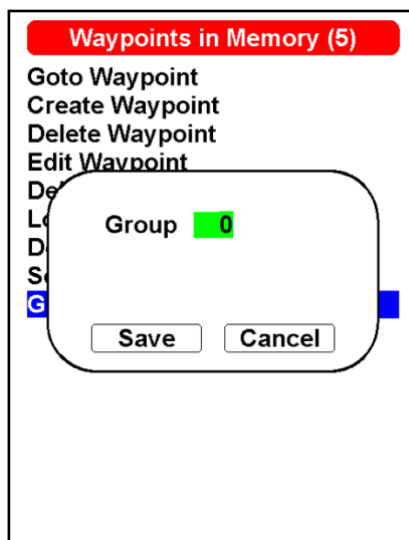 Waypoints in Memory (5)
Goto Waypoint
Create Waypoint
Delete Waypoint
Edit Waypoint
Group 0
Save Cancel